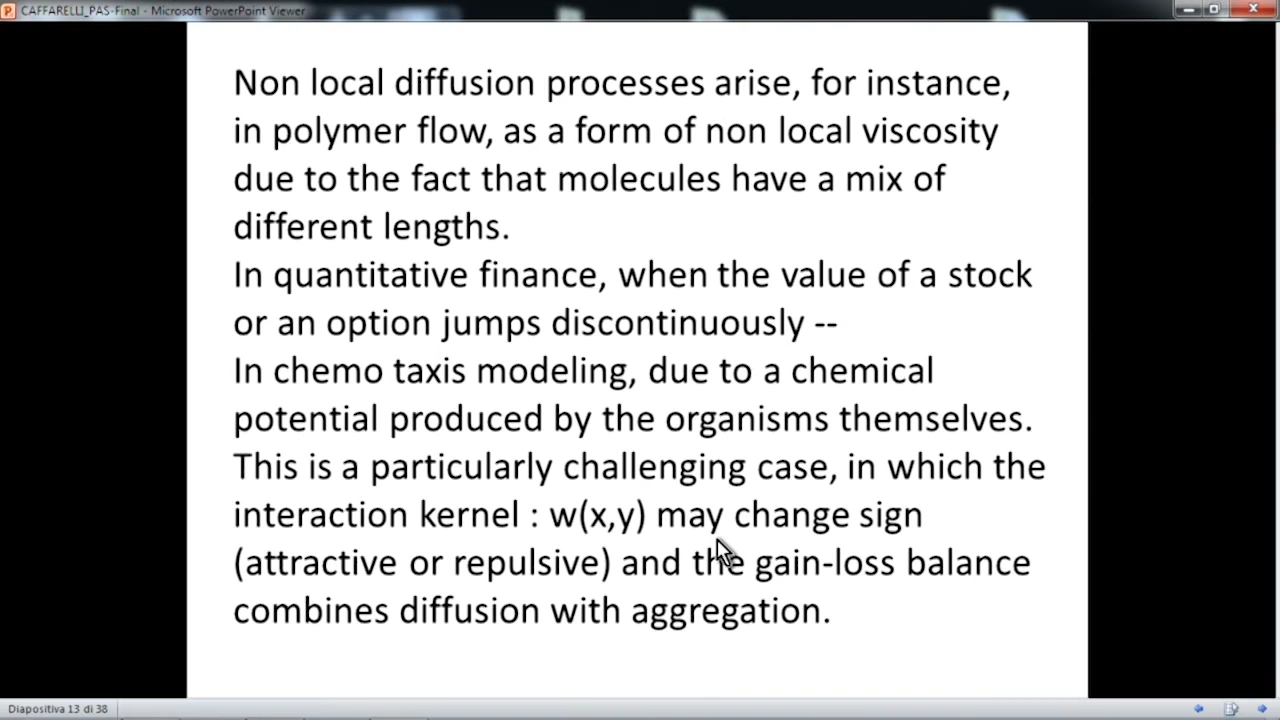 CAFFARELLI_PAS-Final - Microsoft PowerPoint Viewer
Non local diffusion processes arise, for instance,
in polymer flow, as a form of non local viscosity
due to the fact that molecules have a mix of
different lengths.
In quantitative finance, when the value of a stock
or an option jumps discontinuously --
In chemo taxis modeling, due to a chemical
potential produced by the organisms themselves.
This is a particularly challenging case, in which the
interaction kernel : w(x,y) may change sign
(attractive or repulsive) and the gain-loss balance
combines diffusion with aggregation.
Diapositiva 13 di 38